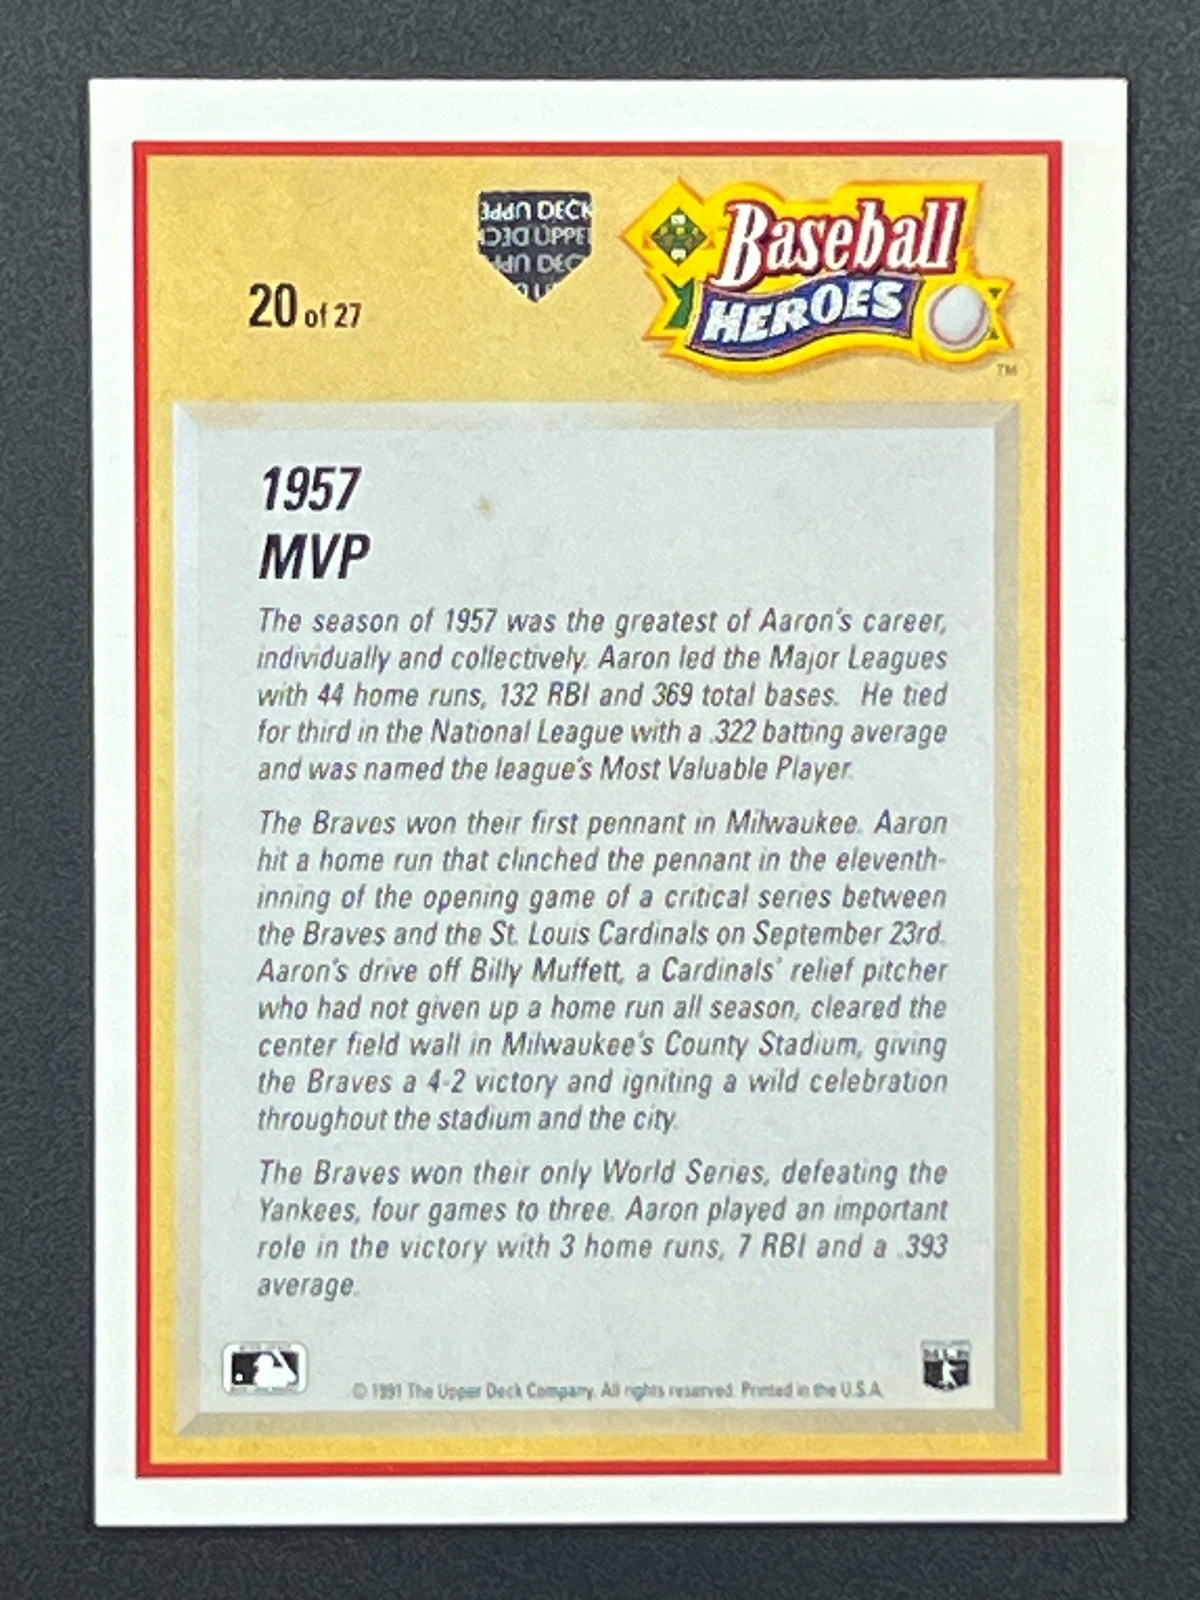 UPPE
UPPER DECK
DECK UPPE
UPPER DEC
Baseball
HEROES
TM
20 of 27
1957
MVP
The season of 1957 was the greatest of Aaron's career,
individually and collectively. Aaron led the Major Leagues
with 44 home runs, 132 RBI and 369 total bases. He tied
for third in the National League with a .322 batting average
and was named the league's Most Valuable Player.
The Braves won their first pennant in Milwaukee. Aaron
hit a home run that clinched the pennant in the eleventh-
inning of the opening game of a critical series between
the Braves and the St. Louis Cardinals on September 23rd.
Aaron's drive off Billy Muffett, a Cardinals' relief pitcher
who had not given up a home run all season, cleared the
center field wall in Milwaukee's County Stadium, giving
the Braves a 4-2 victory and igniting a wild celebration
throughout the stadium and the city.
The Braves won their only World Series, defeating the
Yankees, four games to three. Aaron played an important
role in the victory with 3 home runs, 7 RBI and a .393
average.
© 1991 The Upper Deck Company. All rights reserved. Printed in the U.S.A.